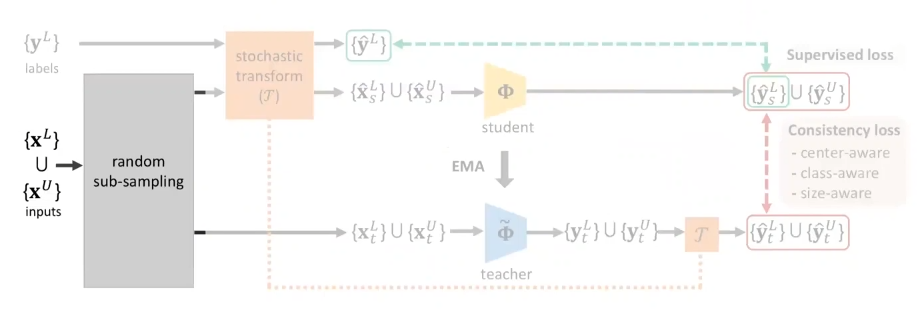 {y^L}
labels
stochastic
transform
(𝒯)
{ŷ^L}
Supervised loss
{x̂_s^L} ∪ {x̂_s^U}
Φ
student
{ŷ_s^L} ∪ {ŷ_s^U}
{x^L}
∪
{x^U}
inputs
random
sub-sampling
EMA
Consistency loss
- center-aware
- class-aware
- size-aware
{x_t^L} ∪ {x_t^U}
Φ̃
teacher
{y_t^L} ∪ {y_t^U}
𝒯
{ŷ_t^L} ∪ {ŷ_t^U}